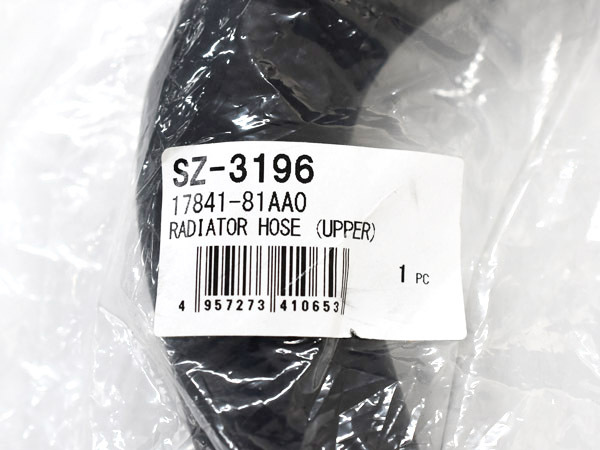 SZ-3196
17841-81AA0
RADIATOR HOSE (UPPER)
1 PC
4 957273 410653